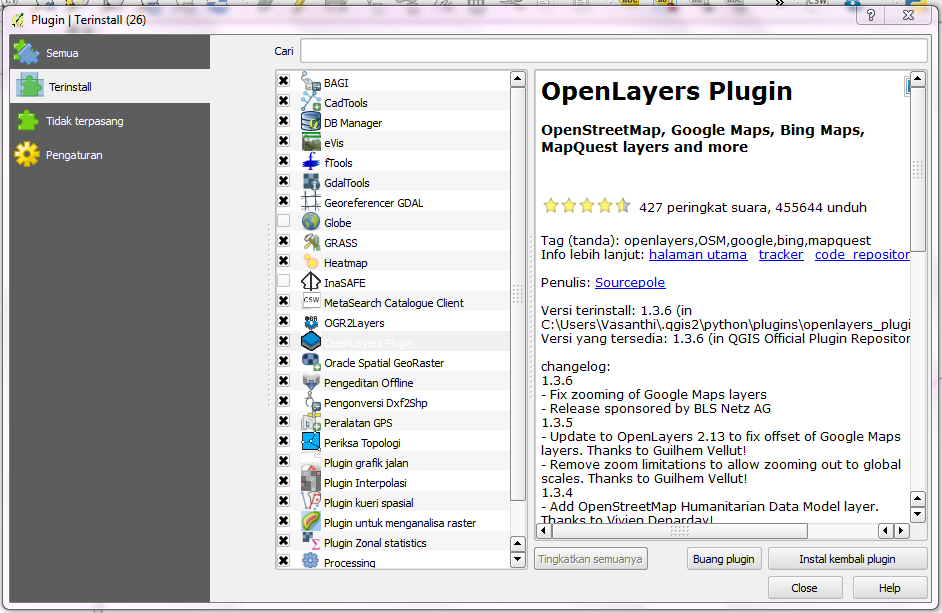 Plugin | Terinstall (26)
Semua
Terinstall
Tidak terpasang
Pengaturan
Cari
BAGI
CadTools
DB Manager
eVis
fTools
GdalTools
Georeferencer GDAL
Globe
GRASS
Heatmap
InaSAFE
CSW
MetaSearch Catalogue Client
OGR2Layers
OpenLayers Plugin
Oracle Spatial GeoRaster
Pengeditan Offline
Pengonversi Dxf2Shp
Peralatan GPS
Periksa Topologi
Plugin grafik jalan
Plugin Interpolasi
Plugin kueri spasial
Plugin untuk menganalisa raster
Plugin Zonal statistics
Processing
OpenLayers Plugin
OpenStreetMap, Google Maps, Bing Maps,
MapQuest layers and more
427 peringkat suara, 455644 unduh
Tag (tanda): openlayers,OSM,google,bing,mapquest
Info lebih lanjut: halaman utama tracker code_repositor
Penulis: Sourcepole
Versi terinstall: 1.3.6 (in
C:\Users\Vasanthi\.qgis2\python\plugins\openlayers_plugi
Versi yang tersedia: 1.3.6 (in QGIS Official Plugin Repositor
changelog:
1.3.6
- Fix zooming of Google Maps layers
- Release sponsored by BLS Netz AG
1.3.5
- Update to OpenLayers 2.13 to fix offset of Google Maps
layers. Thanks to Guilhem Vellut!
- Remove zoom limitations to allow zooming out to global
scales. Thanks to Guilhem Vellut!
1.3.4
- Add OpenStreetMap Humanitarian Data Model layer.
Thanks to Vivien Deparday!
Tingkatkan semuanya
Buang plugin
Instal kembali plugin
Close
Help